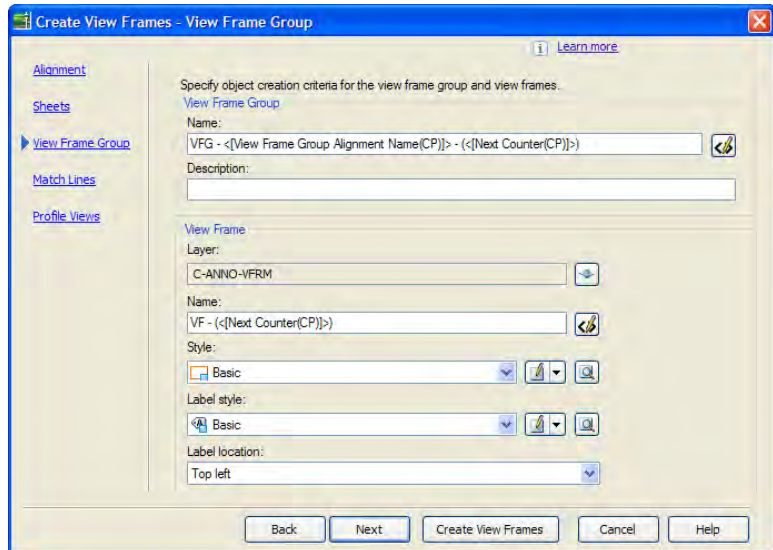 Create View Frames - View Frame Group
Learn more
Alignment
Sheets
View Frame Group
Match Lines
Profile Views
Specify object creation criteria for the view frame group and view frames.
View Frame Group
Name:
VFG - <[View Frame Group Alignment Name(CP)]> - (<[Next Counter(CP)]>)
Description:
View Frame
Layer:
C-ANNO-VFRM
Name:
VF - (<[Next Counter(CP)]>)
Style:
Basic
Label style:
Basic
Label location:
Top left
Back Next Create View Frames Cancel Help